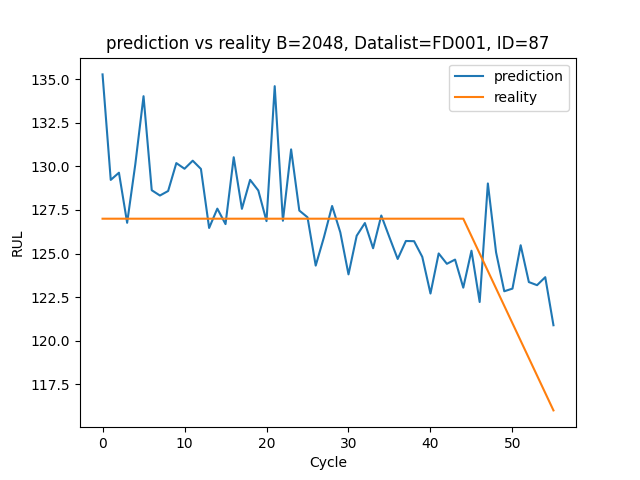 prediction vs reality B=2048, Datalist=FD001, ID=87
prediction
reality
135.0
132.5
130.0
127.5
125.0
122.5
120.0
117.5
RUL
0 10 20 30 40 50
Cycle